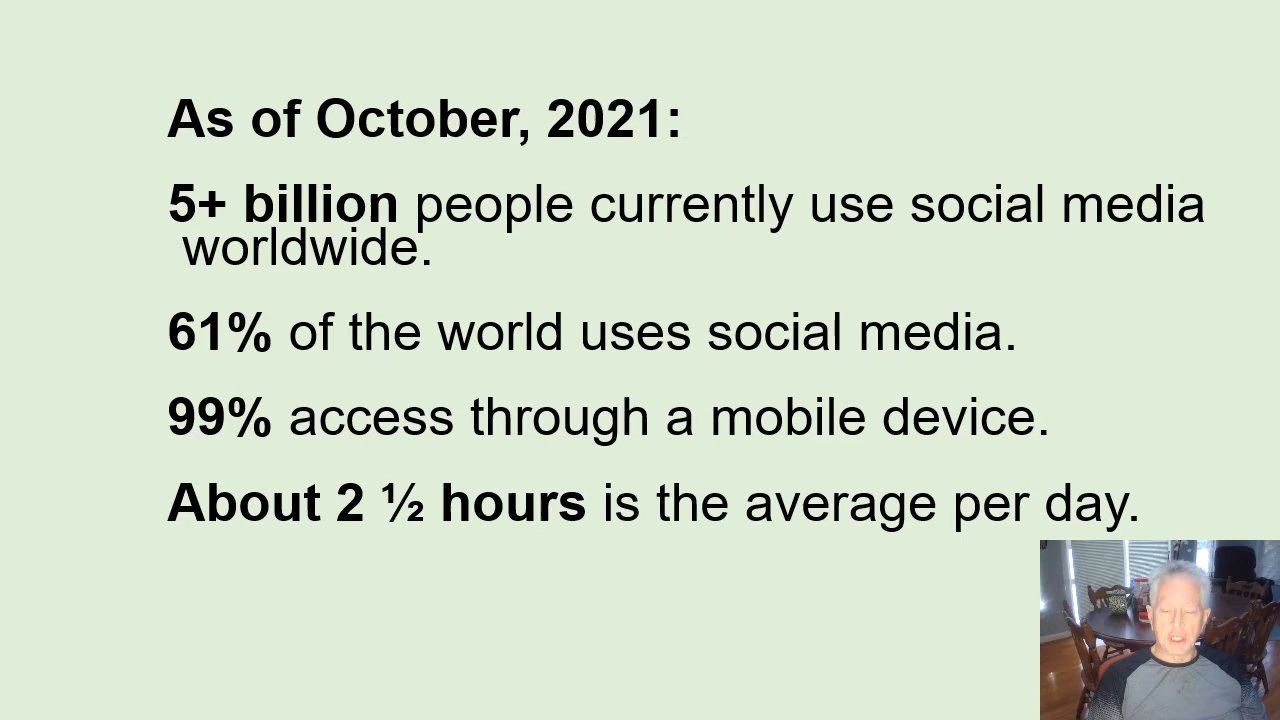 As of October, 2021:
5+ billion people currently use social media
worldwide.
61% of the world uses social media.
99% access through a mobile device.
About 2 ½ hours is the average per day.